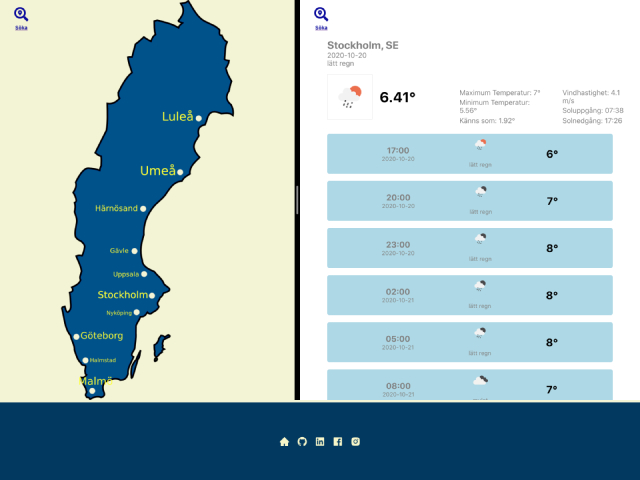 Söka
Luleå
Umeå
Härnösand
Gävle
Uppsala
Stockholm
Nyköping
Göteborg
Halmstad
Malmö
Söka
Stockholm, SE
2020-10-20
lätt regn
6.41°
Maximum Temperatur: 7°
Minimum Temperatur:
5.56°
Känns som: 1.92°
Vindhastighet: 4.1
m/s
Soluppgång: 07:38
Solnedgång: 17:26
17:00
2020-10-20
lätt regn
6°
20:00
2020-10-20
lätt regn
7°
23:00
2020-10-20
lätt regn
8°
02:00
2020-10-21
lätt regn
8°
05:00
2020-10-21
lätt regn
8°
08:00
2020-10-21
7°